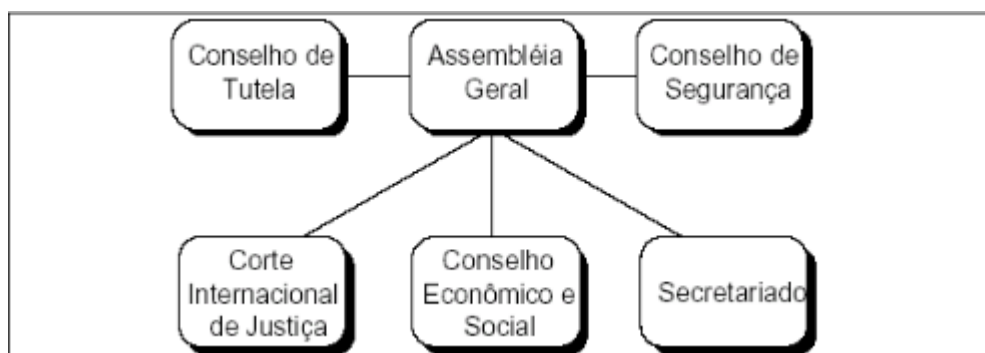 Conselho de
Tutela
Assembléia
Geral
Conselho de
Segurança
Corte
Internacional
de Justiça
Conselho
Econômico e
Social
Secretariado